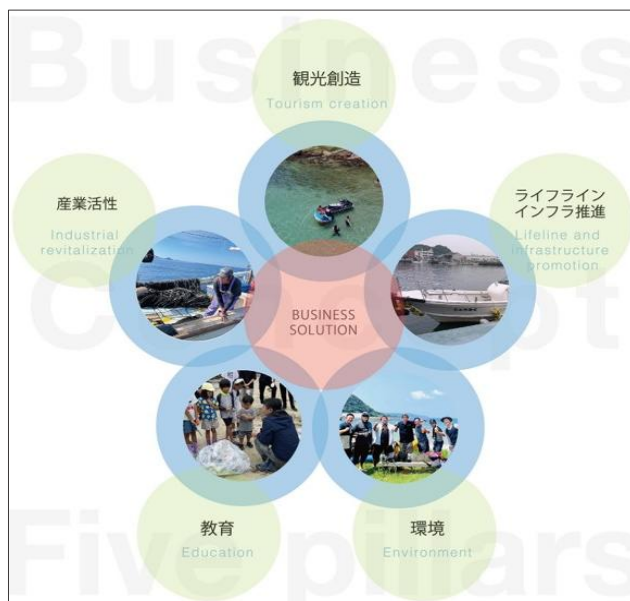 Business
観光創造
Tourism creation
産業活性
Industrial
revitalization
ライフライン
インフラ推進
Lifeline and
infrastructure
promotion
Concept
BUSINESS
SOLUTION
教育
Education
環境
Environment
Five pillars